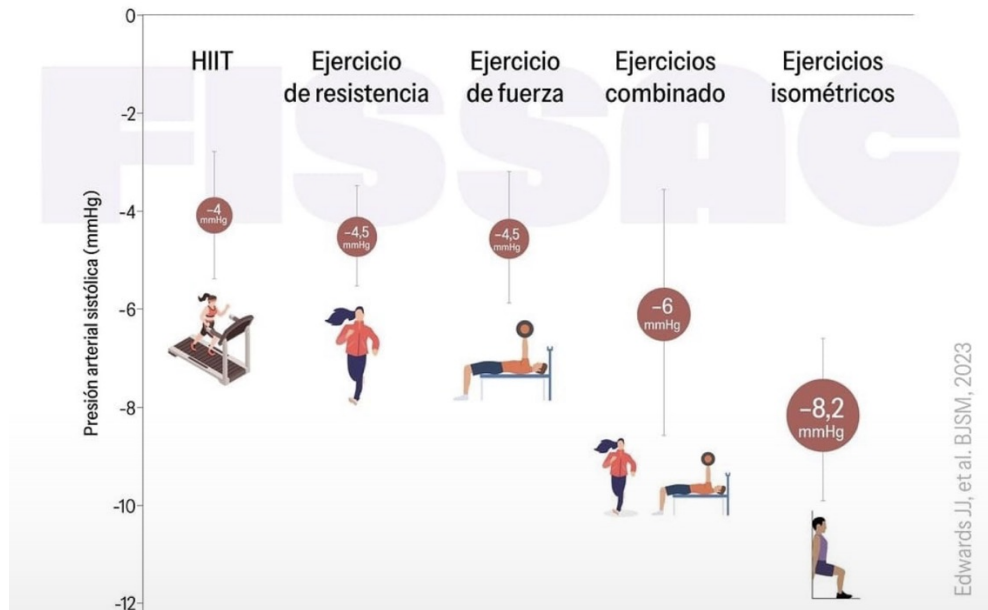 FISSAC
HIIT
Ejercicio
de resistencia
Ejercicio
de fuerza
Ejercicios
combinado
Ejercicios
isométricos
Presión arterial sistólica (mmHg)
0
-2
-4
-6
-8
-10
-12
–4
mmHg
–4,5
mmHg
–4,5
mmHg
–6
mmHg
–8,2
mmHg
Edwards JJ, et al. BJSM, 2023